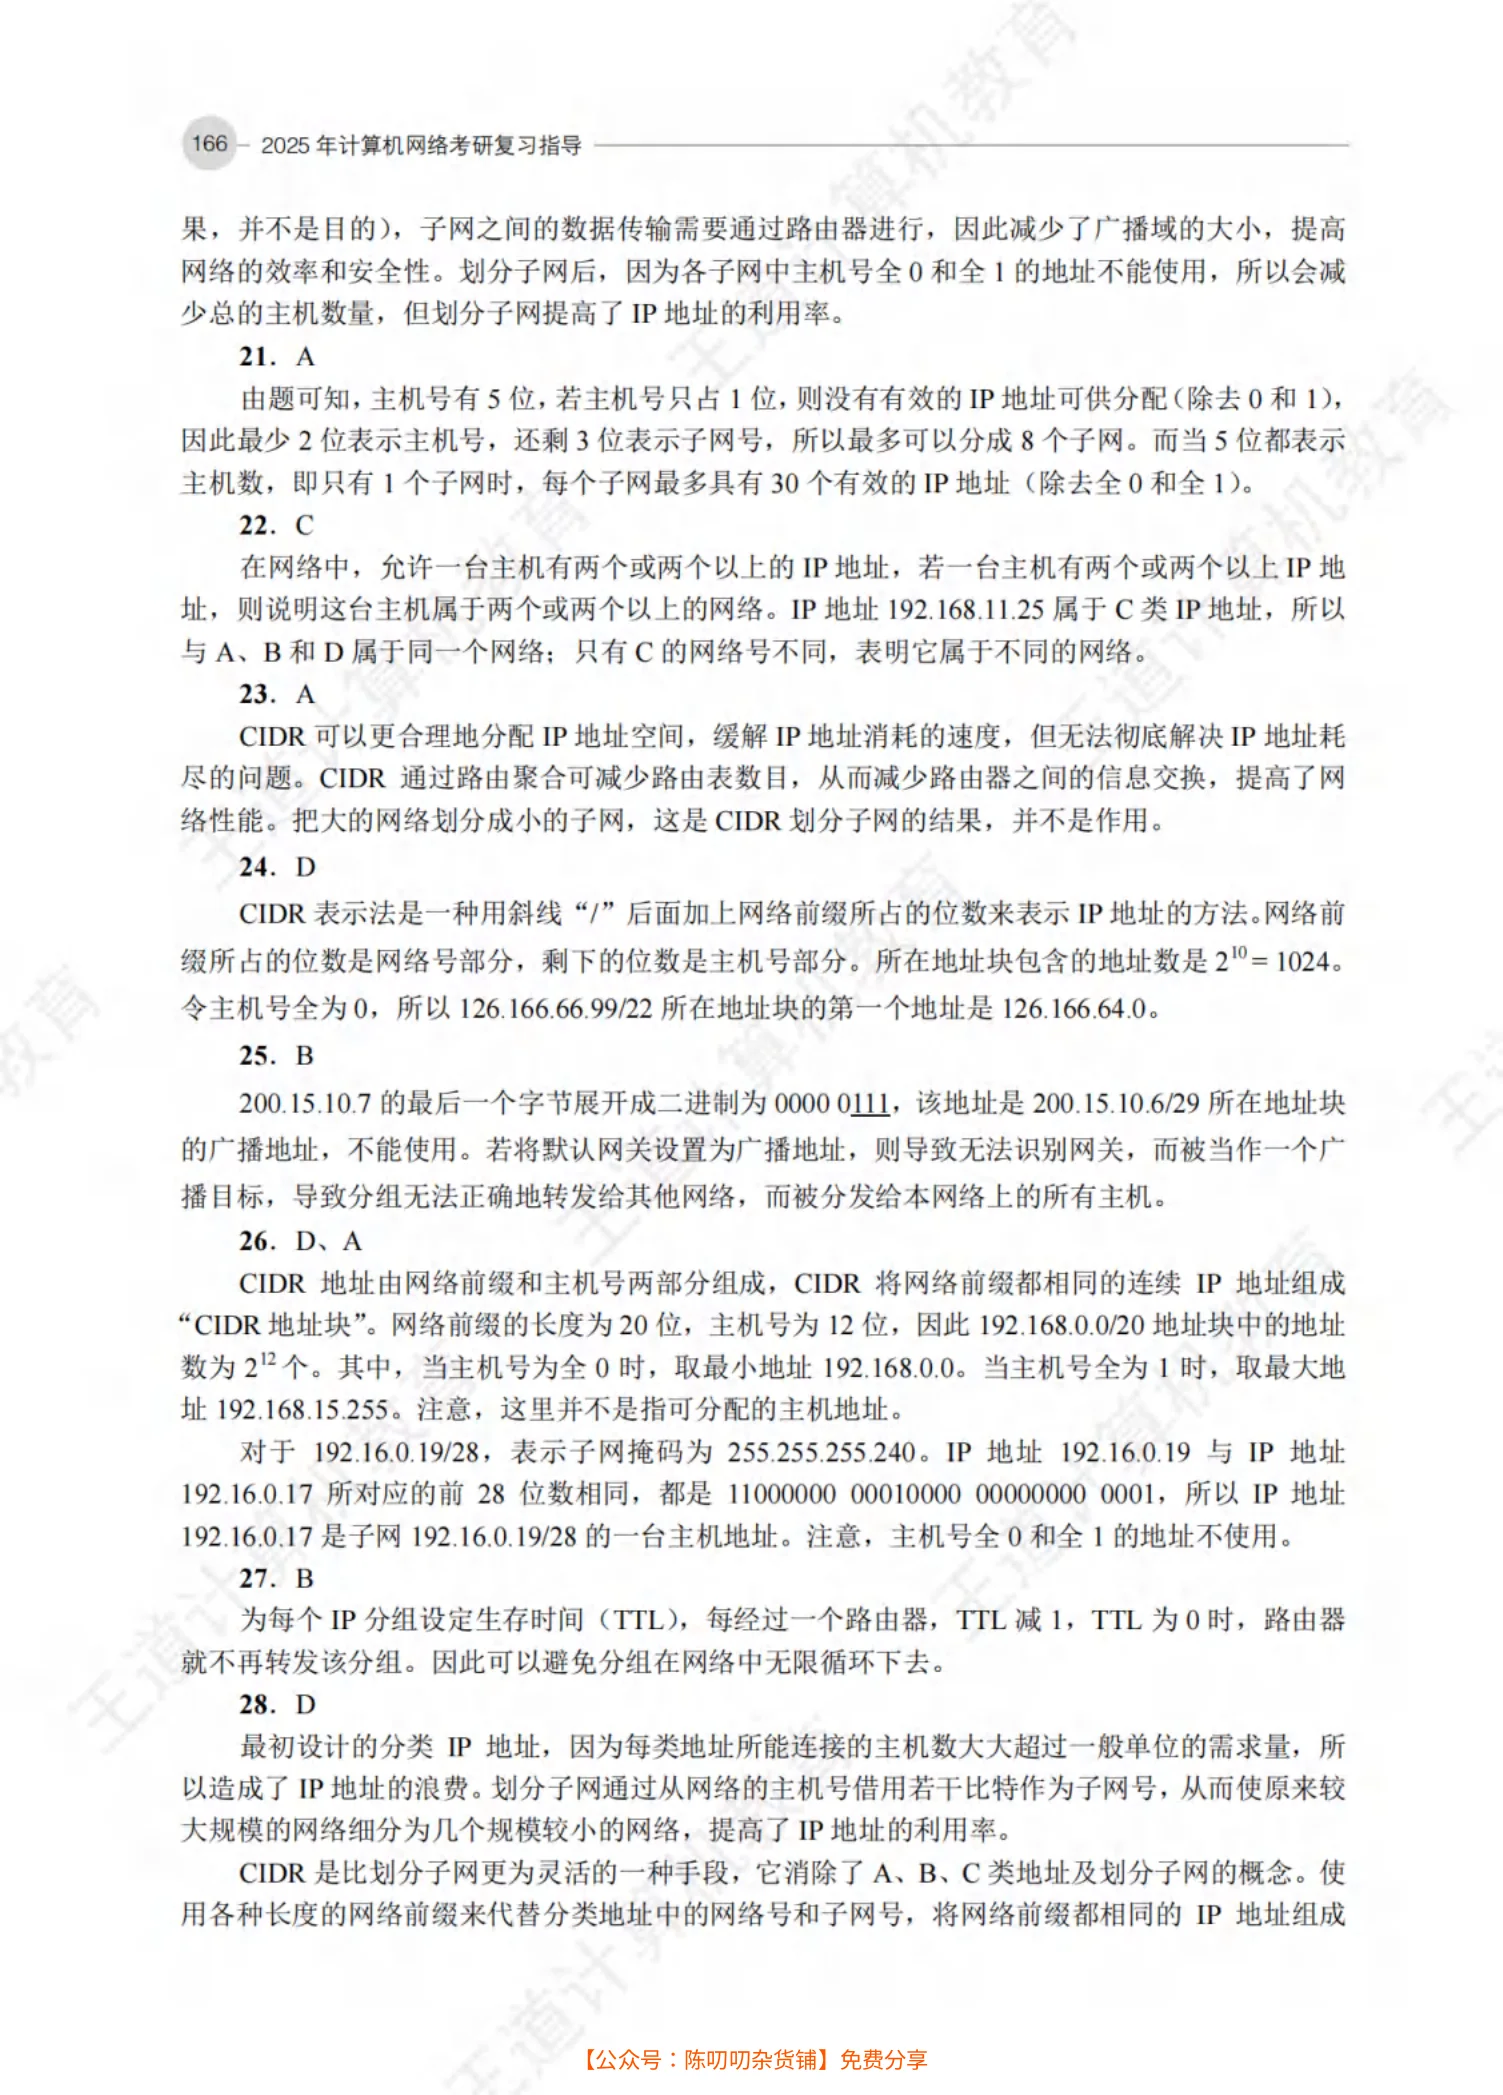 166 2025 年计算机网络考研复习指导
果，并不是目的），子网之间的数据传输需要通过路由器进行，因此减少了广播域的大小，提高
网络的效率和安全性。划分子网后，因为各子网中主机号全 0 和全 1 的地址不能使用，所以会减
少总的主机数量，但划分子网提高了 IP 地址的利用率。
21. A
由题可知，主机号有 5 位，若主机号只占 1 位，则没有有效的 IP 地址可供分配（除去 0 和 1），
因此最少 2 位表示主机号，还剩 3 位表示子网号，所以最多可以分成 8 个子网。而当 5 位都表示
主机数，即只有 1 个子网时，每个子网最多具有 30 个有效的 IP 地址（除去全 0 和全 1）。
22. C
在网络中，允许一台主机有两个或两个以上的 IP 地址，若一台主机有两个或两个以上 IP 地
址，则说明这台主机属于两个或两个以上的网络。IP 地址 192.168.11.25 属于 C 类 IP 地址，所以
与 A、B 和 D 属于同一个网络；只有 C 的网络号不同，表明它属于不同的网络。
23. A
CIDR 可以更合理地分配 IP 地址空间，缓解 IP 地址消耗的速度，但无法彻底解决 IP 地址耗
尽的问题。CIDR 通过路由聚合可减少路由表数目，从而减少路由器之间的信息交换，提高了网
络性能。把大的网络划分成小的子网，这是 CIDR 划分子网的结果，并不是作用。
24. D
CIDR 表示法是一种用斜线“/”后面加上网络前缀所占的位数来表示 IP 地址的方法。网络前
缀所占的位数是网络号部分，剩下的位数是主机号部分。所在地址块包含的地址数是 2¹⁰ = 1024。
令主机号全为 0，所以 126.166.66.99/22 所在地址块的第一个地址是 126.166.64.0。
25. B
200.15.10.7 的最后一个字节展开成二进制为 0000 0111，该地址是 200.15.10.6/29 所在地址块
的广播地址，不能使用。若将默认网关设置为广播地址，则导致无法识别网关，而被当作一个广
播目标，导致分组无法正确地转发给其他网络，而被分发给本网络上的所有主机。
26. D、A
CIDR 地址由网络前缀和主机号两部分组成，CIDR 将网络前缀都相同的连续 IP 地址组成
“CIDR 地址块”。网络前缀的长度为 20 位，主机号为 12 位，因此 192.168.0.0/20 地址块中的地址
数为 2¹² 个。其中，当主机号为全 0 时，取最小地址 192.168.0.0。当主机号全为 1 时，取最大地
址 192.168.15.255。注意，这里并不是指可分配的主机地址。
对于 192.16.0.19/28，表示子网掩码为 255.255.255.240。IP 地址 192.16.0.19 与 IP 地址
192.16.0.17 所对应的前 28 位数相同，都是 11000000 00010000 00000000 0001，所以 IP 地址
192.16.0.17 是子网 192.16.0.19/28 的一台主机地址。注意，主机号全 0 和全 1 的地址不使用。
27. B
为每个 IP 分组设定生存时间（TTL），每经过一个路由器，TTL 减 1，TTL 为 0 时，路由器
就不再转发该分组。因此可以避免分组在网络中无限循环下去。
28. D
最初设计的分类 IP 地址，因为每类地址所能连接的主机数大大超过一般单位的需求量，所
以造成了 IP 地址的浪费。划分子网通过从网络的主机号借用若干比特作为子网号，从而使原来较
大规模的网络细分为几个规模较小的网络，提高了 IP 地址的利用率。
CIDR 是比划分子网更为灵活的一种手段，它消除了 A、B、C 类地址及划分子网的概念。使
用各种长度的网络前缀来代替分类地址中的网络号和子网号，将网络前缀都相同的 IP 地址组成
【公众号：陈叨叨杂货铺】免费分享
王道计算机教育
王道计算机教育
王道计算机教育
王道计算机教育
王道计算机教育
王道计算机教育
王道计算机教育
教育
王道